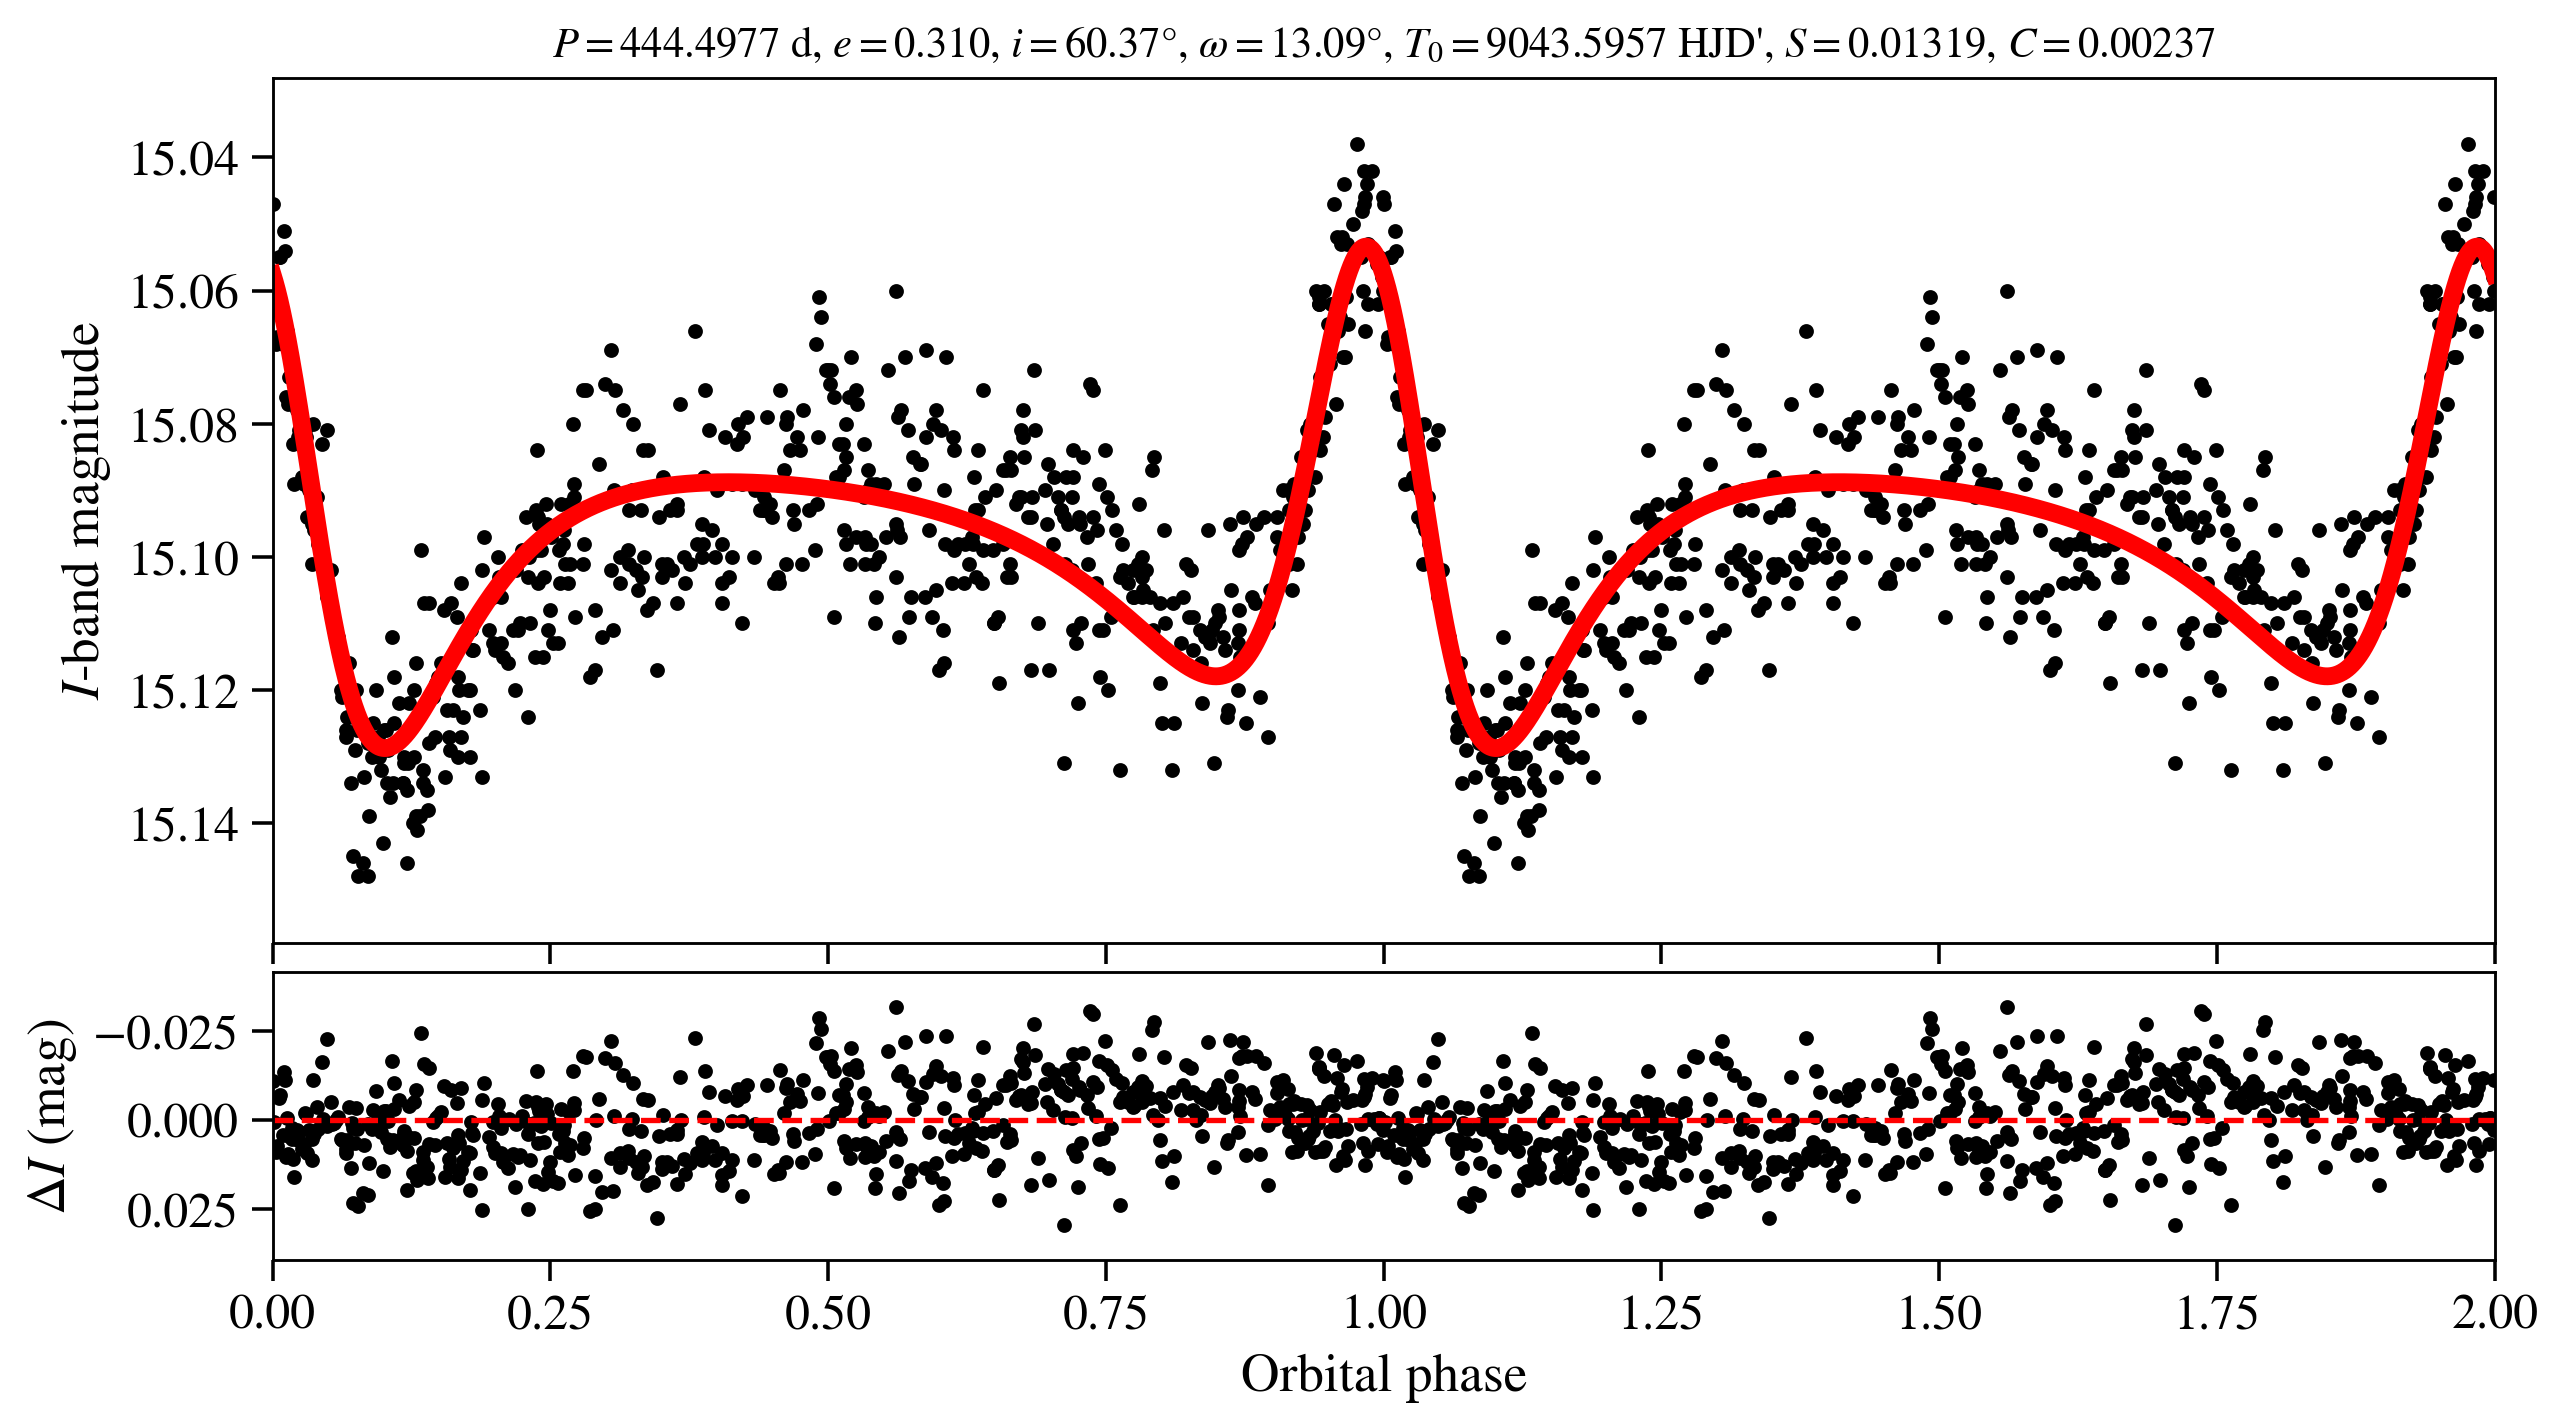 P = 444.4977 d, e = 0.310, i = 60.37°, ω = 13.09°, T₀ = 9043.5957 HJD', S = 0.01319, C = 0.00237
15.04
15.06
15.08
15.10
15.12
15.14
I-band magnitude
−0.025
0.000
0.025
ΔI (mag)
0.00 0.25 0.50 0.75 1.00 1.25 1.50 1.75 2.00
Orbital phase